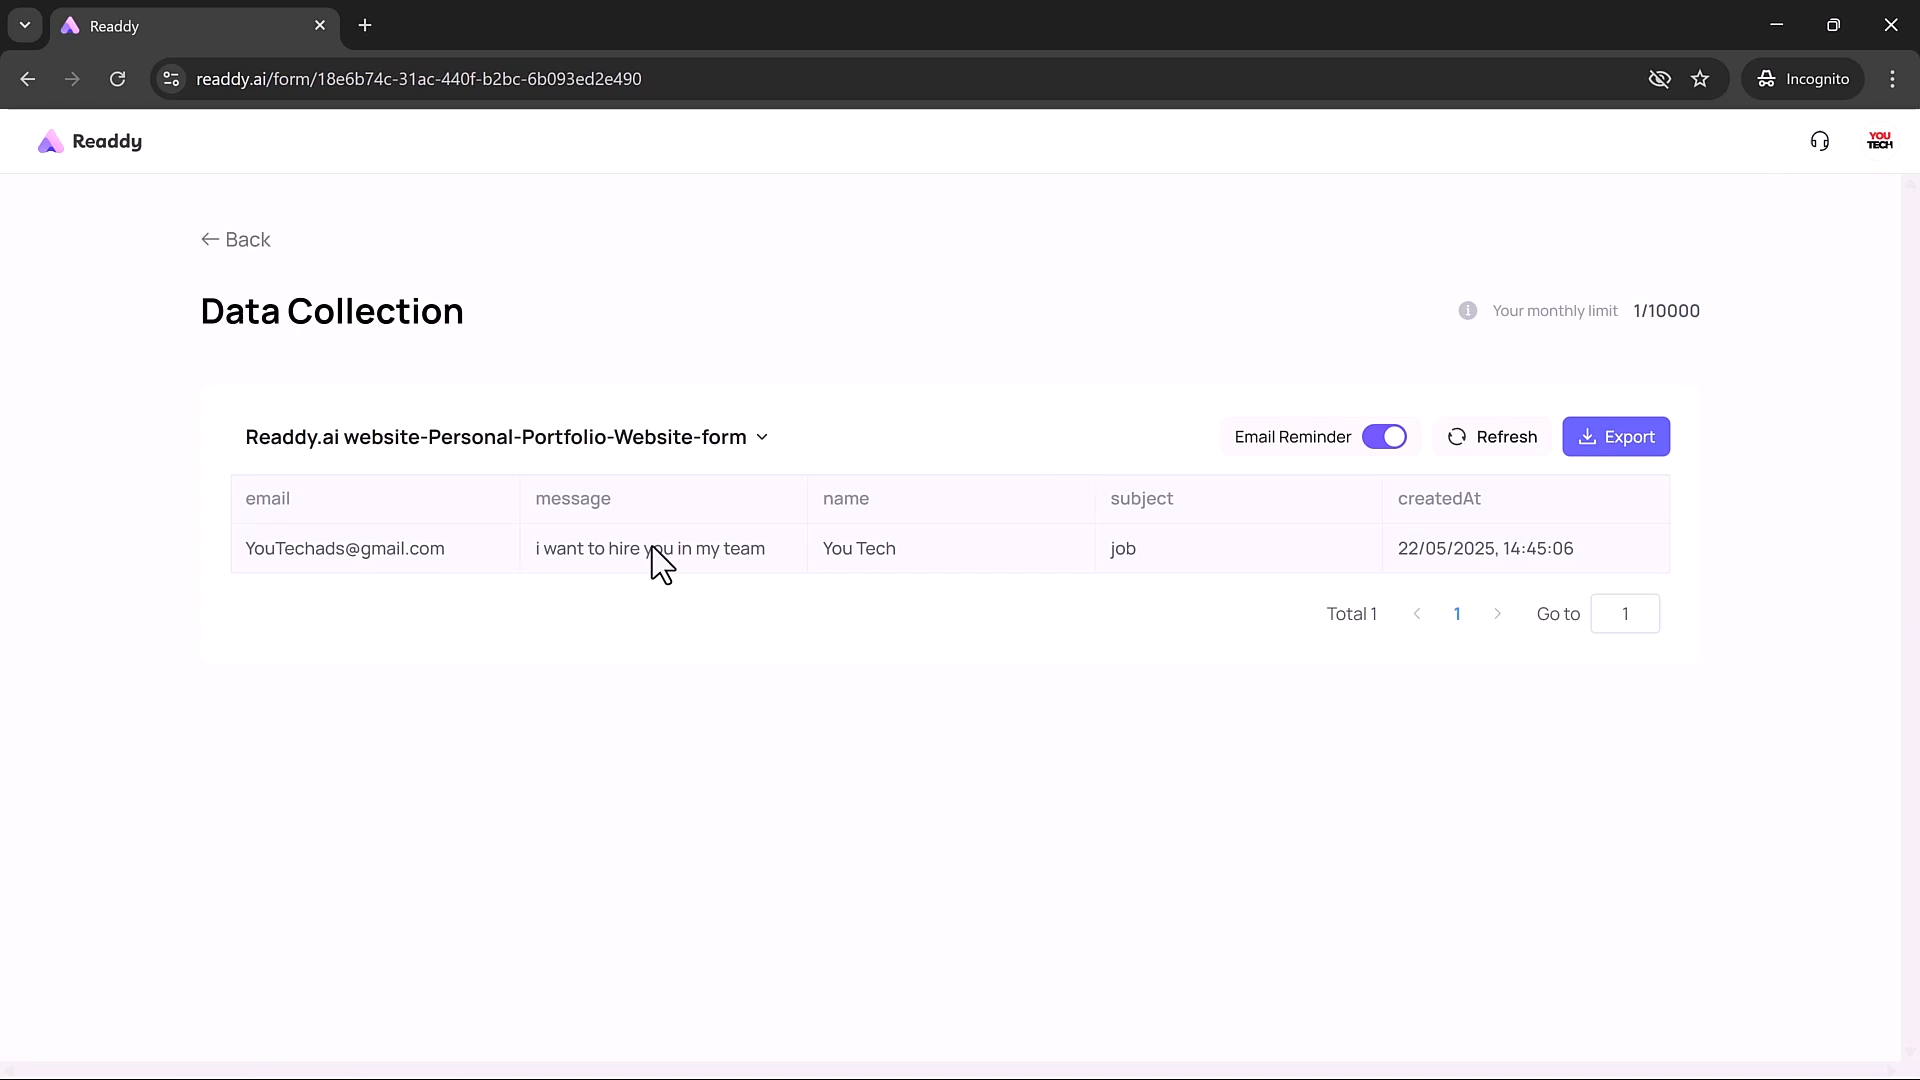 Readdy
readdy.ai/form/18e6b74c-31ac-440f-b2bc-6b093ed2e490
Incognito
Readdy
YOU
TECH
Back
Data Collection
Your monthly limit 1/10000
Readdy.ai website-Personal-Portfolio-Website-form
Email Reminder
Refresh
Export
email message name subject createdAt
YouTechads@gmail.com i want to hire you in my team You Tech job 22/05/2025, 14:45:06
Total 1 1 Go to 1